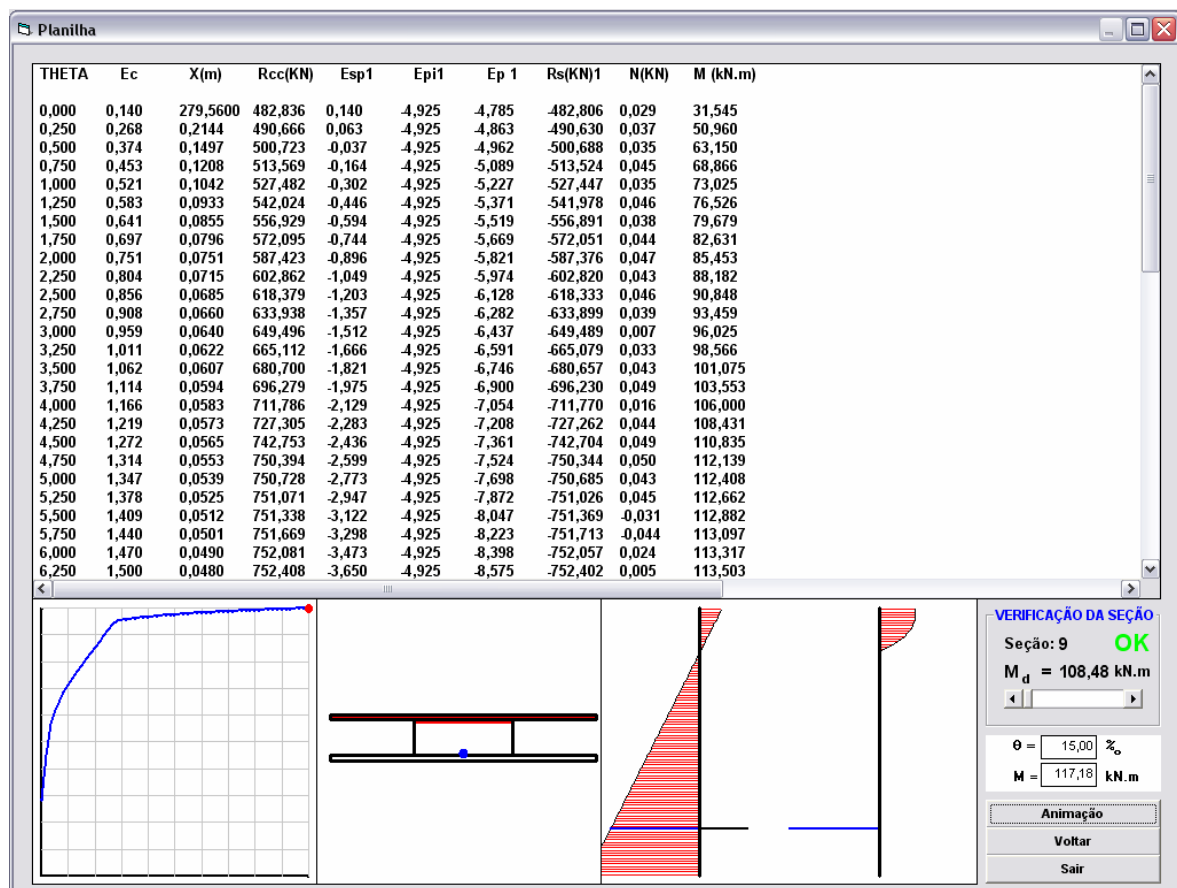 Planilha
THETA Ec X(m) Rcc(KN) Esp1 Epi1 Ep 1 Rs(KN)1 N(KN) M (kN.m)
0,000 0,140 279,5600 482,836 0,140 -4,925 -4,785 -482,806 0,029 31,545
0,250 0,268 0,2144 490,666 0,063 -4,925 -4,863 -490,630 0,037 50,960
0,500 0,374 0,1497 500,723 -0,037 -4,925 -4,962 -500,688 0,035 63,150
0,750 0,453 0,1208 513,569 -0,164 -4,925 -5,089 -513,524 0,045 68,866
1,000 0,521 0,1042 527,482 -0,302 -4,925 -5,227 -527,447 0,035 73,025
1,250 0,583 0,0933 542,024 -0,446 -4,925 -5,371 -541,978 0,046 76,526
1,500 0,641 0,0855 556,929 -0,594 -4,925 -5,519 -556,891 0,038 79,679
1,750 0,697 0,0796 572,095 -0,744 -4,925 -5,669 -572,051 0,044 82,631
2,000 0,751 0,0751 587,423 -0,896 -4,925 -5,821 -587,376 0,047 85,453
2,250 0,804 0,0715 602,862 -1,049 -4,925 -5,974 -602,820 0,043 88,182
2,500 0,856 0,0685 618,379 -1,203 -4,925 -6,128 -618,333 0,046 90,848
2,750 0,908 0,0660 633,938 -1,357 -4,925 -6,282 -633,899 0,039 93,459
3,000 0,959 0,0640 649,496 -1,512 -4,925 -6,437 -649,489 0,007 96,025
3,250 1,011 0,0622 665,112 -1,666 -4,925 -6,591 -665,079 0,033 98,566
3,500 1,062 0,0607 680,700 -1,821 -4,925 -6,746 -680,657 0,043 101,075
3,750 1,114 0,0594 696,279 -1,975 -4,925 -6,900 -696,230 0,049 103,553
4,000 1,166 0,0583 711,786 -2,129 -4,925 -7,054 -711,770 0,016 106,000
4,250 1,219 0,0573 727,305 -2,283 -4,925 -7,208 -727,262 0,044 108,431
4,500 1,272 0,0565 742,753 -2,436 -4,925 -7,361 -742,704 0,049 110,835
4,750 1,314 0,0553 750,394 -2,599 -4,925 -7,524 -750,344 0,050 112,139
5,000 1,347 0,0539 750,728 -2,773 -4,925 -7,698 -750,685 0,043 112,408
5,250 1,378 0,0525 751,071 -2,947 -4,925 -7,872 -751,026 0,045 112,662
5,500 1,409 0,0512 751,338 -3,122 -4,925 -8,047 -751,369 -0,031 112,882
5,750 1,440 0,0501 751,669 -3,298 -4,925 -8,223 -751,713 -0,044 113,097
6,000 1,470 0,0490 752,081 -3,473 -4,925 -8,398 -752,057 0,024 113,317
6,250 1,500 0,0480 752,408 -3,650 -4,925 -8,575 -752,402 0,005 113,503
VERIFICAÇÃO DA SEÇÃO
Seção: 9 OK
Md = 108,48 kN.m
θ = 15,00 ‰
M = 117,18 kN.m
Animação
Voltar
Sair